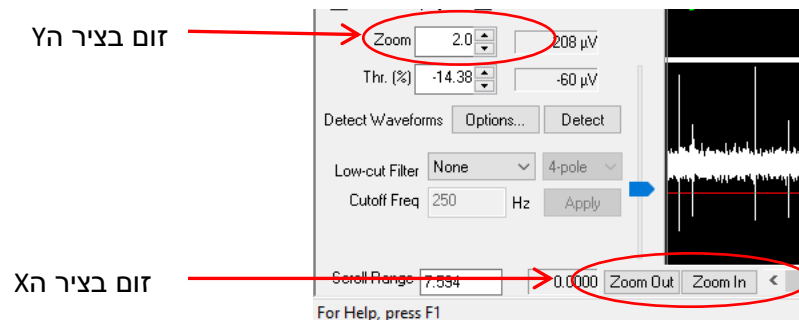 זום בציר הY
Zoom 2.0 208 µV
Thr. (%) -14.38 -60 µV
Detect Waveforms Options... Detect
Low-cut Filter None 4-pole
Cutoff Freq 250 Hz Apply
זום בציר הX
Scroll Range 7.594 0.0000 Zoom Out Zoom In <
For Help, press F1